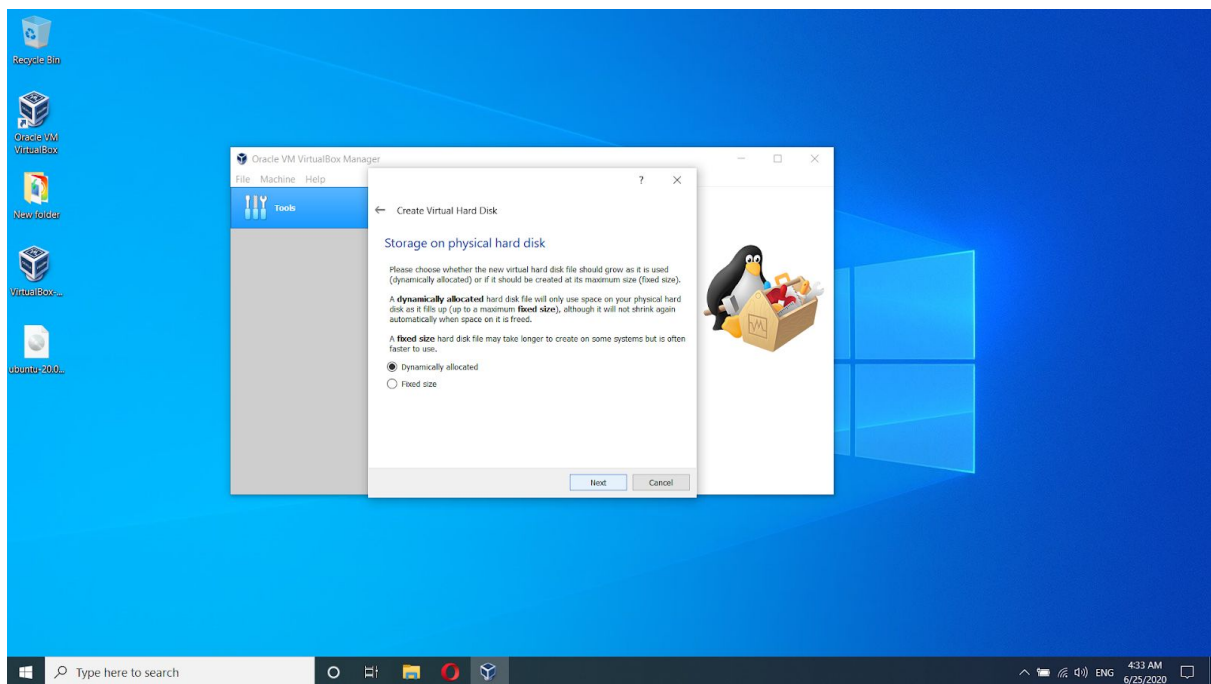 Recycle Bin
Oracle VM
VirtualBox
New folder
VirtualBox-...
ubuntu-20.0...
Oracle VM VirtualBox Manager
File Machine Help
Tools
? ×
← Create Virtual Hard Disk
Storage on physical hard disk
Please choose whether the new virtual hard disk file should grow as it is used
(dynamically allocated) or if it should be created at its maximum size (fixed size).
A dynamically allocated hard disk file will only use space on your physical hard
disk as it fills up (up to a maximum fixed size), although it will not shrink again
automatically when space on it is freed.
A fixed size hard disk file may take longer to create on some systems but is often
faster to use.
Dynamically allocated
Fixed size
Next Cancel
Type here to search
ENG
4:33 AM
6/25/2020